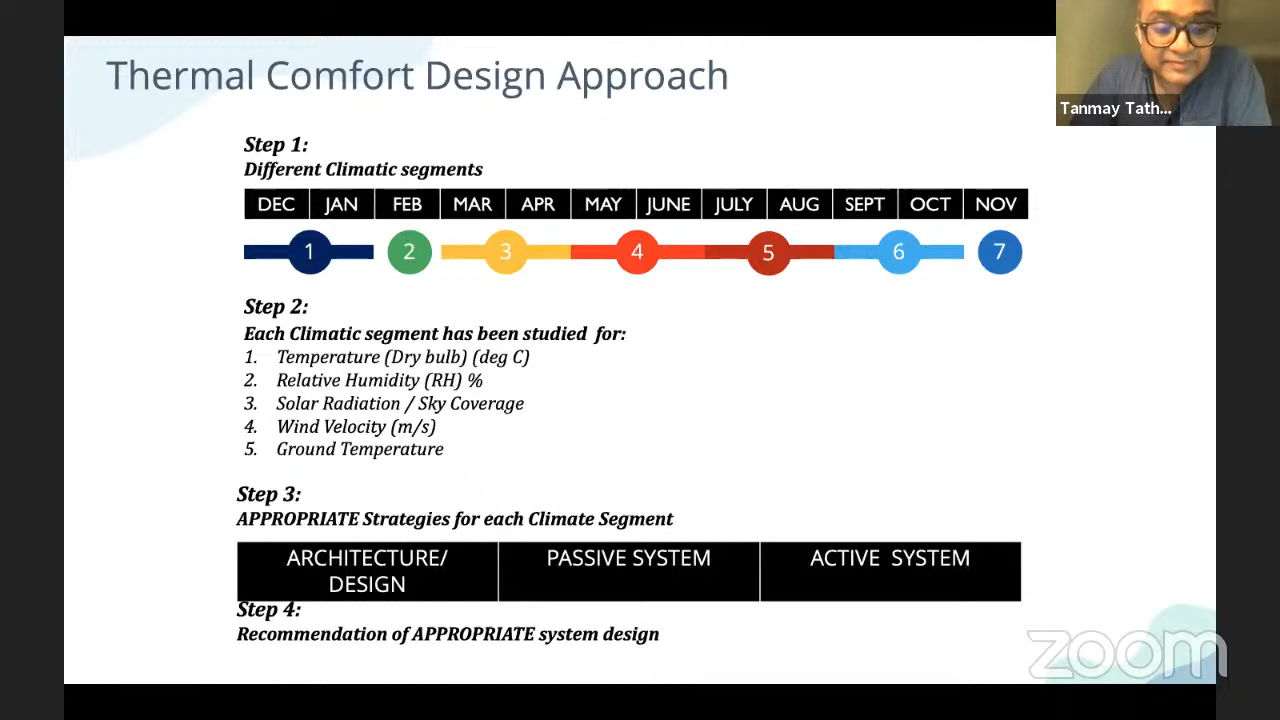 Thermal Comfort Design Approach
Tanmay Tath...
Step 1:
Different Climatic segments
DEC JAN FEB MAR APR MAY JUNE JULY AUG SEPT OCT NOV
1 2 3 4 5 6 7
Step 2:
Each Climatic segment has been studied for:
1. Temperature (Dry bulb) (deg C)
2. Relative Humidity (RH) %
3. Solar Radiation / Sky Coverage
4. Wind Velocity (m/s)
5. Ground Temperature
Step 3:
APPROPRIATE Strategies for each Climate Segment
ARCHITECTURE/ PASSIVE SYSTEM ACTIVE SYSTEM
DESIGN
Step 4:
Recommendation of APPROPRIATE system design
zoom